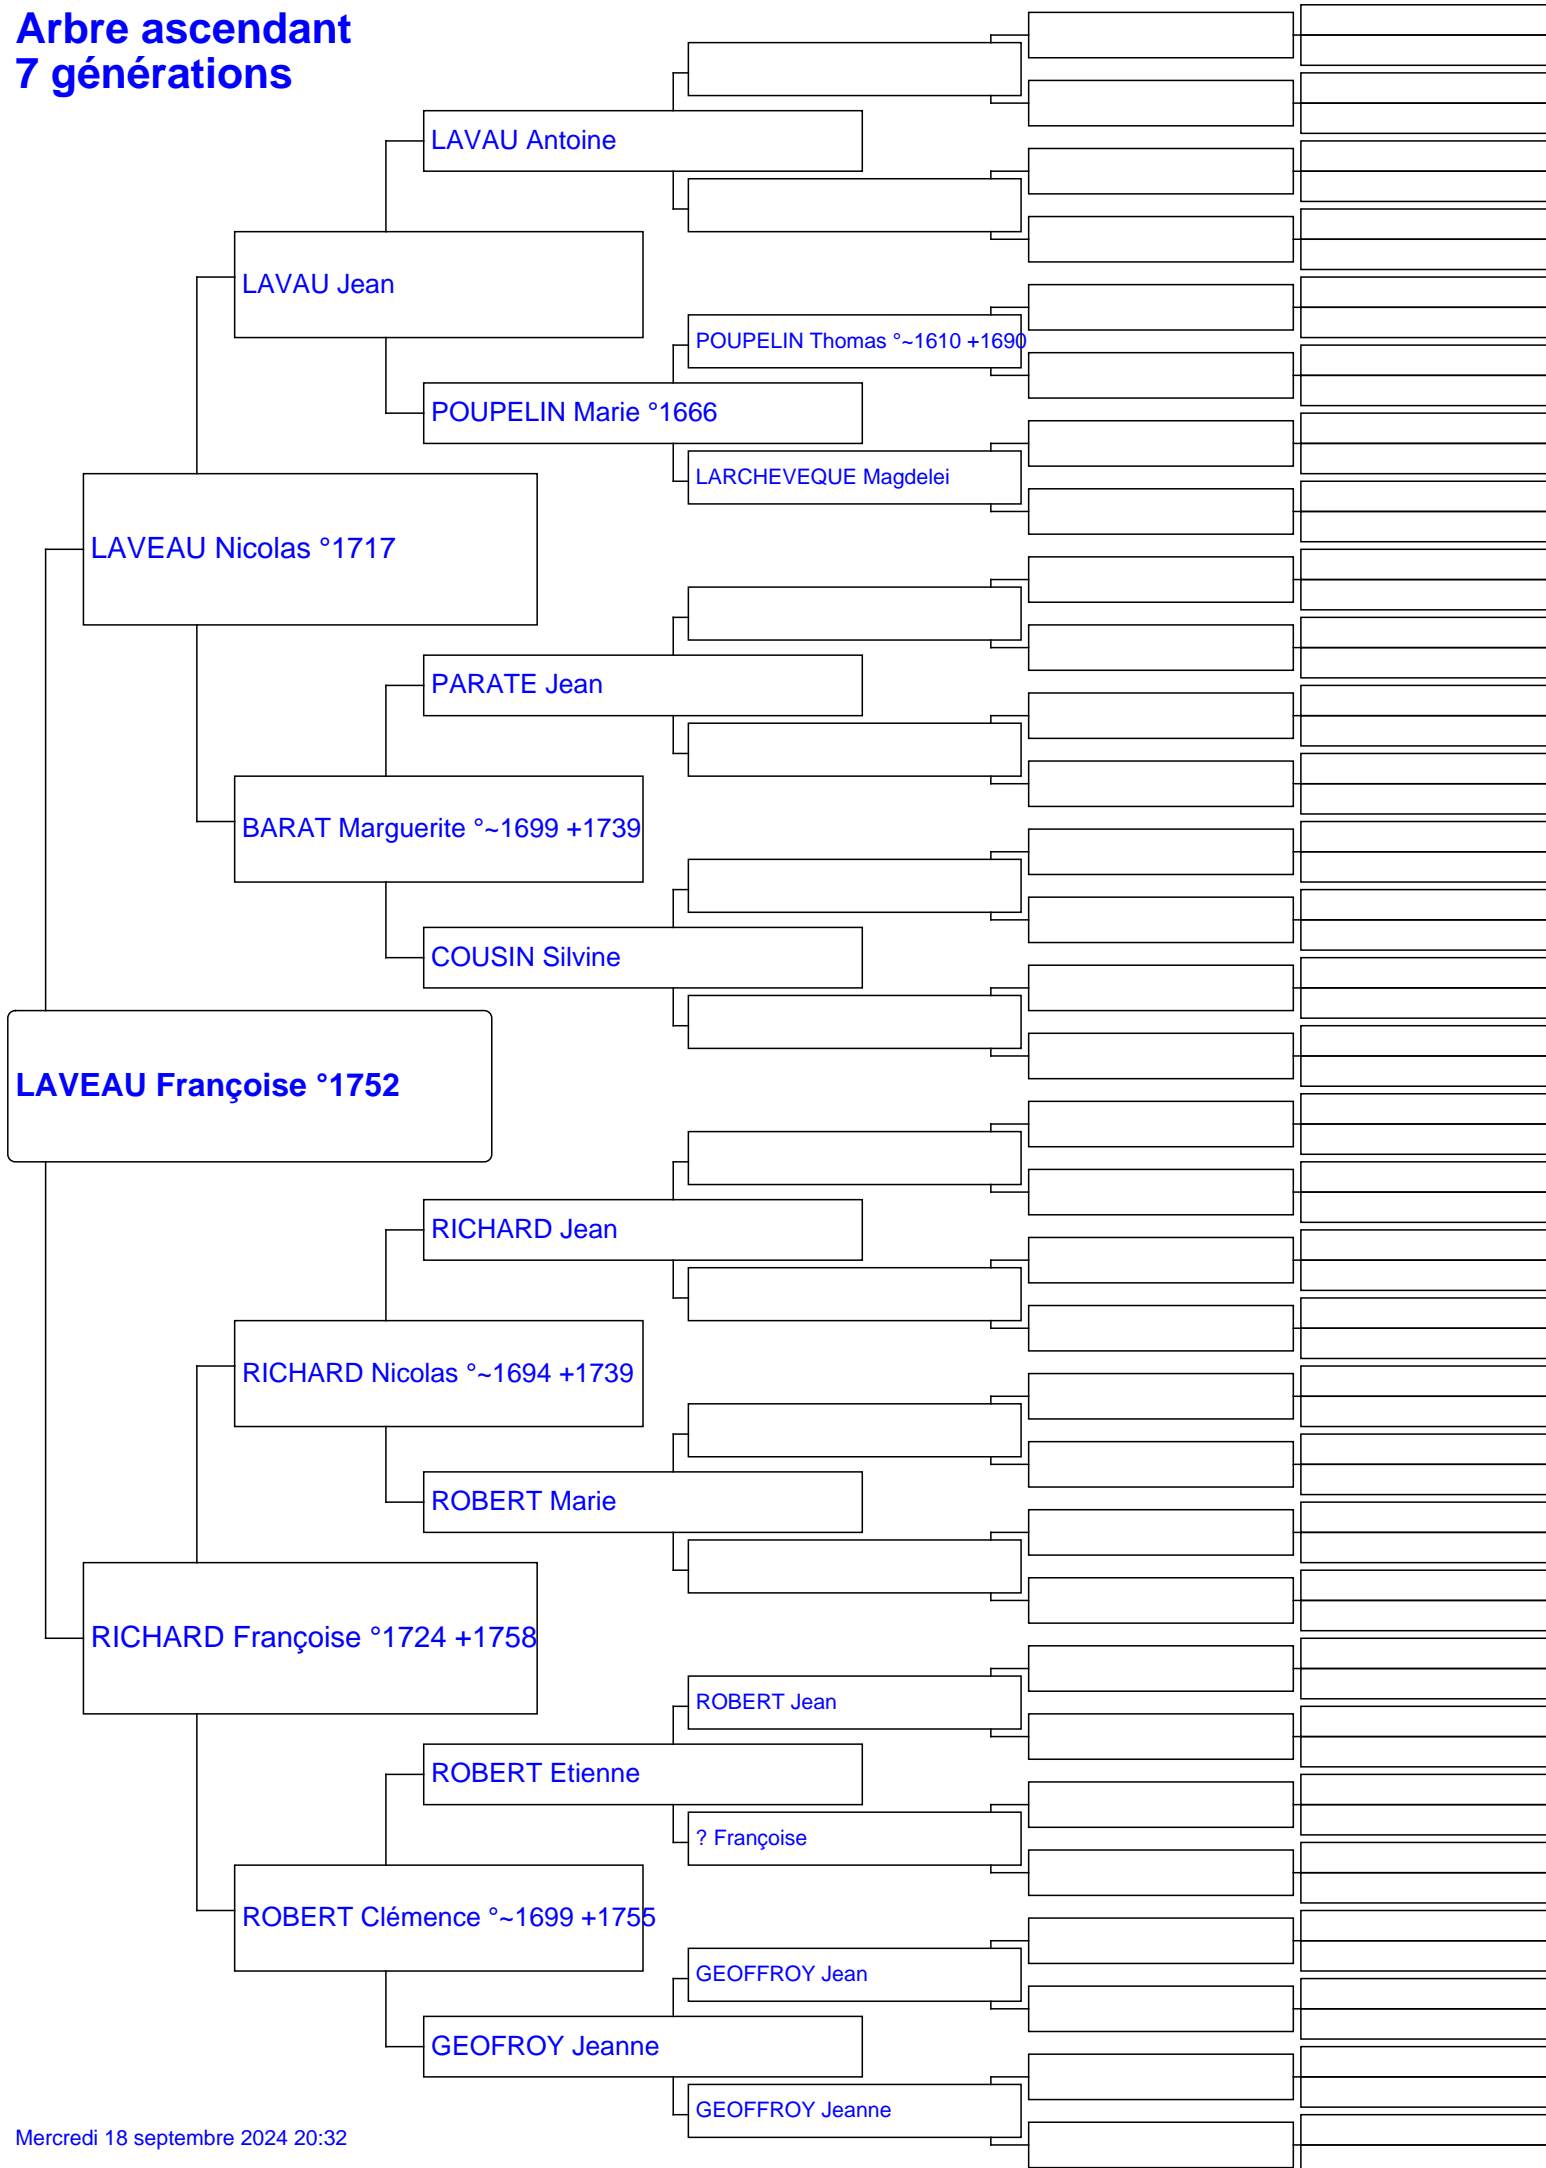 Arbre ascendant
7 générations
LAVAU Antoine
LAVAU Jean
POUPELIN Thomas °~1610 +1690
POUPELIN Marie °1666
LARCHEVEQUE Magdelei
LAVEAU Nicolas °1717
PARATE Jean
BARAT Marguerite °~1699 +1739
COUSIN Silvine
LAVEAU Françoise °1752
RICHARD Jean
RICHARD Nicolas °~1694 +1739
ROBERT Marie
RICHARD Françoise °1724 +1758
ROBERT Jean
ROBERT Etienne
? Françoise
ROBERT Clémence °~1699 +1755
GEOFFROY Jean
GEOFROY Jeanne
GEOFFROY Jeanne
Mercredi 18 septembre 2024 20:32